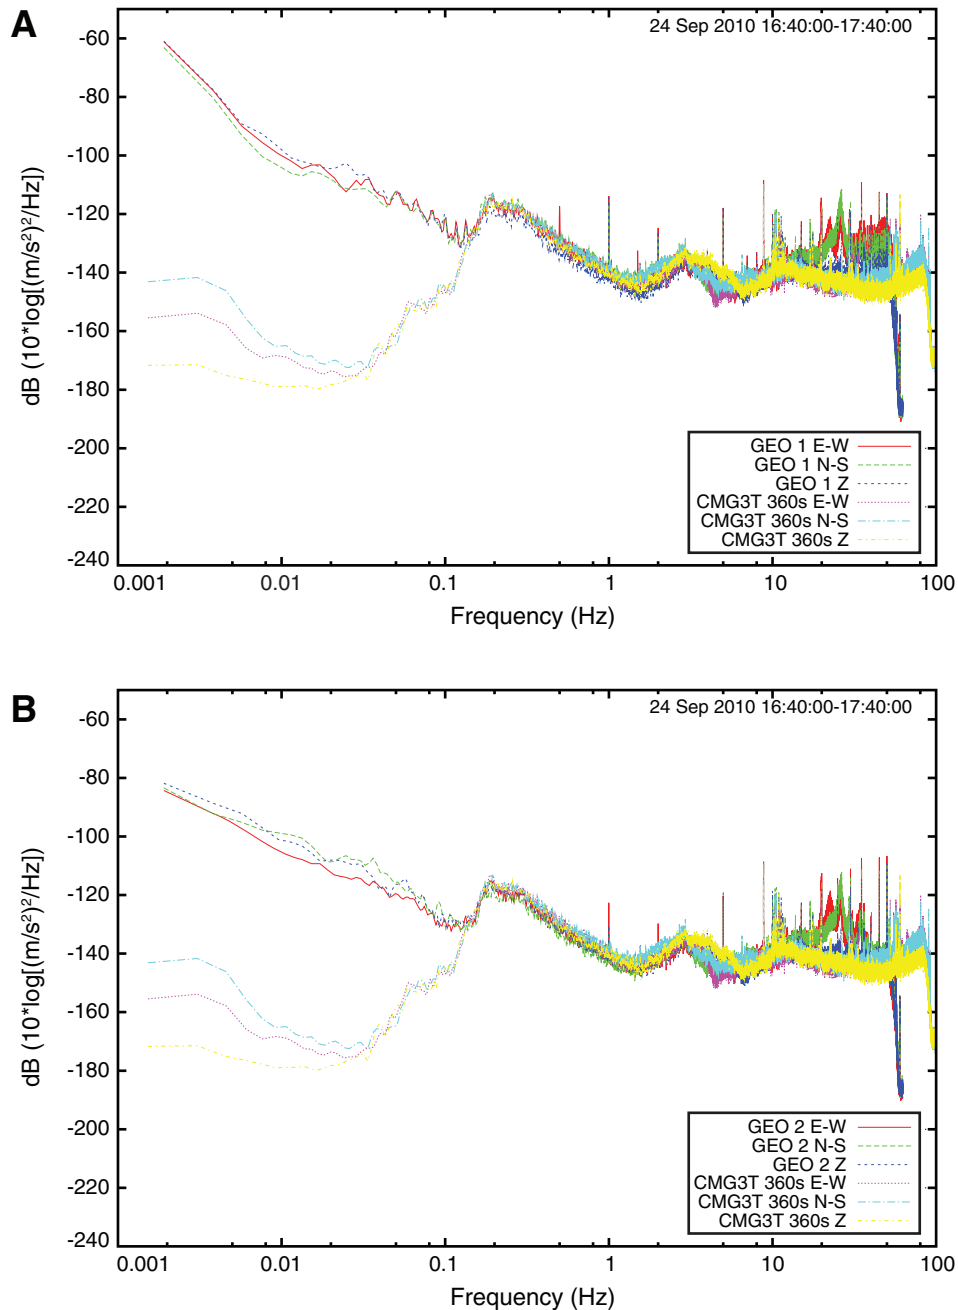 A
24 Sep 2010 16:40:00-17:40:00
-60
-80
-100
-120
-140
-160
-180
-200
-220
-240
dB (10*log[(m/s²)²/Hz])
GEO 1 E-W
GEO 1 N-S
GEO 1 Z
CMG3T 360s E-W
CMG3T 360s N-S
CMG3T 360s Z
0.001 0.01 0.1 1 10 100
Frequency (Hz)
B
24 Sep 2010 16:40:00-17:40:00
-60
-80
-100
-120
-140
-160
-180
-200
-220
-240
dB (10*log[(m/s²)²/Hz])
GEO 2 E-W
GEO 2 N-S
GEO 2 Z
CMG3T 360s E-W
CMG3T 360s N-S
CMG3T 360s Z
0.001 0.01 0.1 1 10 100
Frequency (Hz)